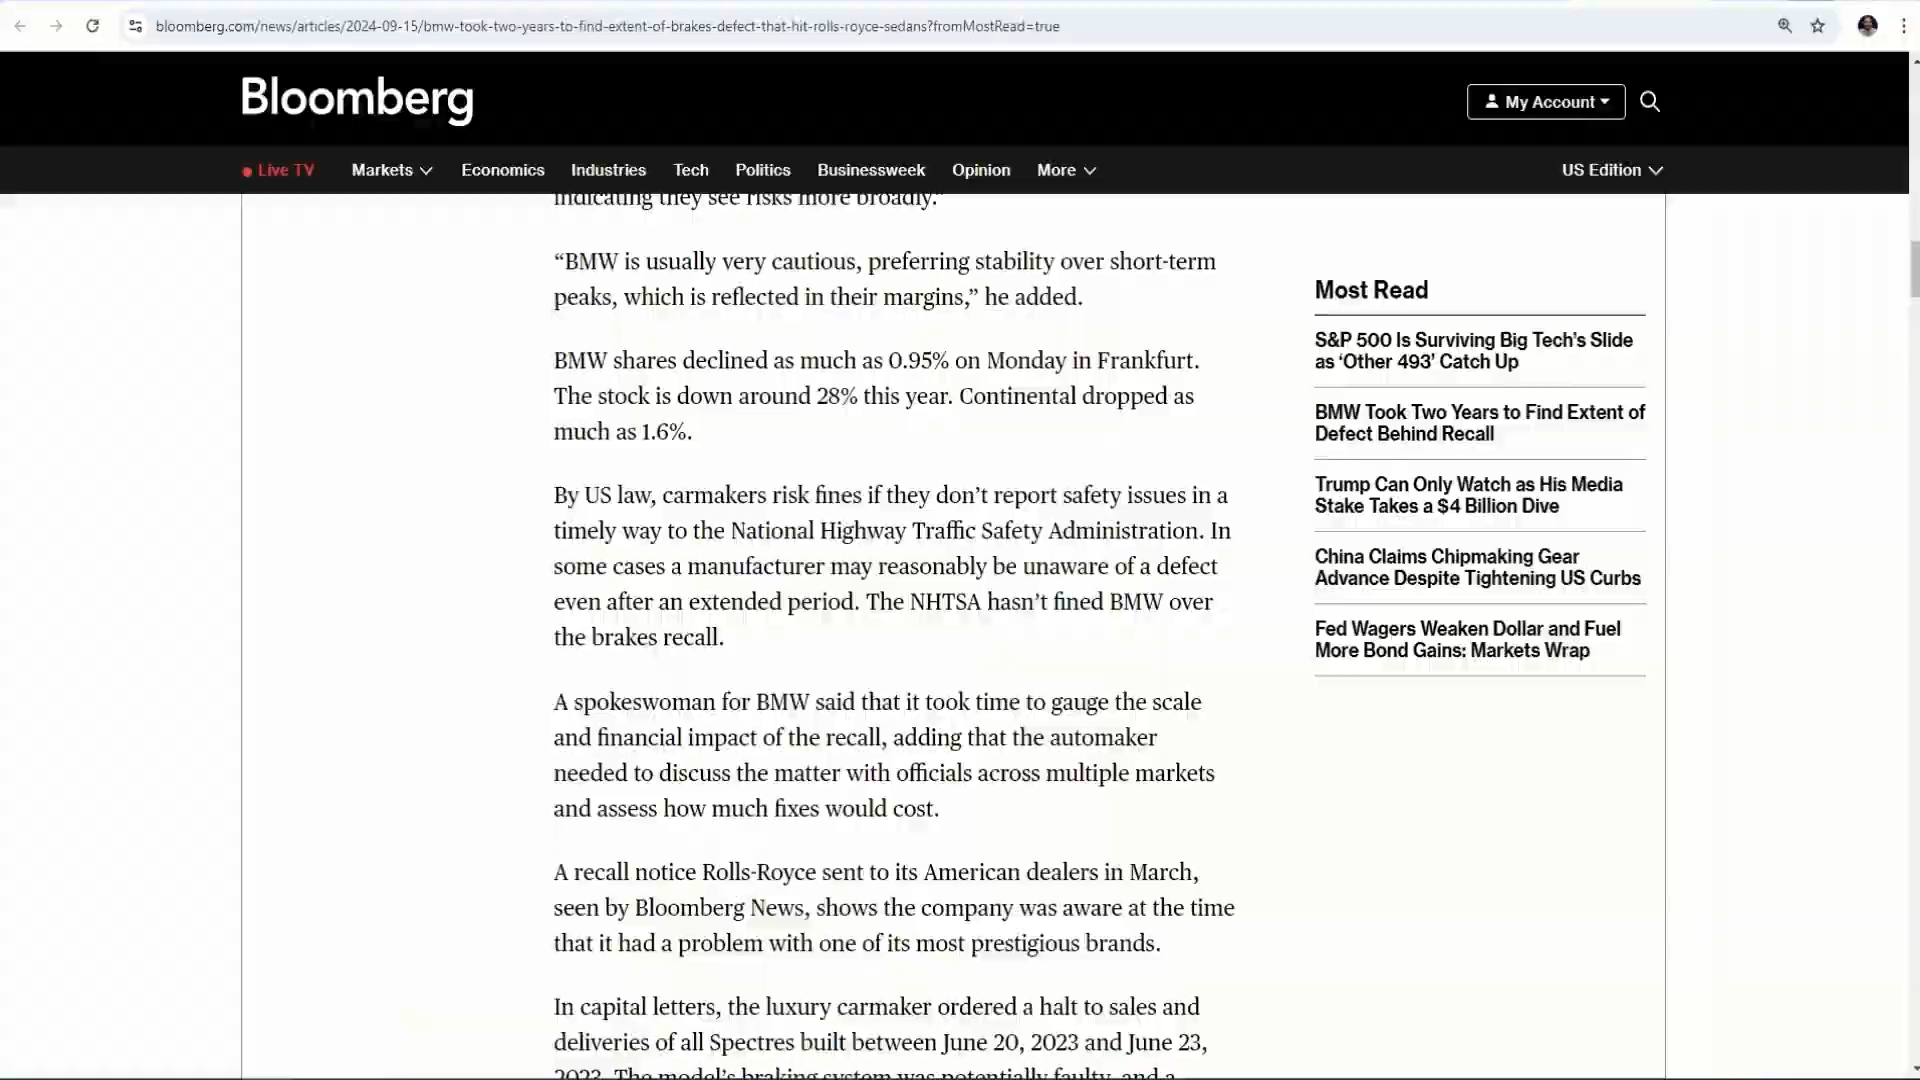 bloomberg.com/news/articles/2024-09-15/bmw-took-two-years-to-find-extent-of-brakes-defect-that-hit-rolls-royce-sedans?fromMostRead=true
Bloomberg
My Account
Live TV
Markets
Economics
Industries
Tech
Politics
Businessweek
Opinion
More
US Edition
indicating they see risks more broadly.”
“BMW is usually very cautious, preferring stability over short-term
peaks, which is reflected in their margins,” he added.
BMW shares declined as much as 0.95% on Monday in Frankfurt.
The stock is down around 28% this year. Continental dropped as
much as 1.6%.
By US law, carmakers risk fines if they don’t report safety issues in a
timely way to the National Highway Traffic Safety Administration. In
some cases a manufacturer may reasonably be unaware of a defect
even after an extended period. The NHTSA hasn’t fined BMW over
the brakes recall.
A spokeswoman for BMW said that it took time to gauge the scale
and financial impact of the recall, adding that the automaker
needed to discuss the matter with officials across multiple markets
and assess how much fixes would cost.
A recall notice Rolls-Royce sent to its American dealers in March,
seen by Bloomberg News, shows the company was aware at the time
that it had a problem with one of its most prestigious brands.
In capital letters, the luxury carmaker ordered a halt to sales and
deliveries of all Spectres built between June 20, 2023 and June 23,
2023. The model’s braking system was potentially faulty, and a
Most Read
S&P 500 Is Surviving Big Tech’s Slide
as ‘Other 493’ Catch Up
BMW Took Two Years to Find Extent of
Defect Behind Recall
Trump Can Only Watch as His Media
Stake Takes a $4 Billion Dive
China Claims Chipmaking Gear
Advance Despite Tightening US Curbs
Fed Wagers Weaken Dollar and Fuel
More Bond Gains: Markets Wrap